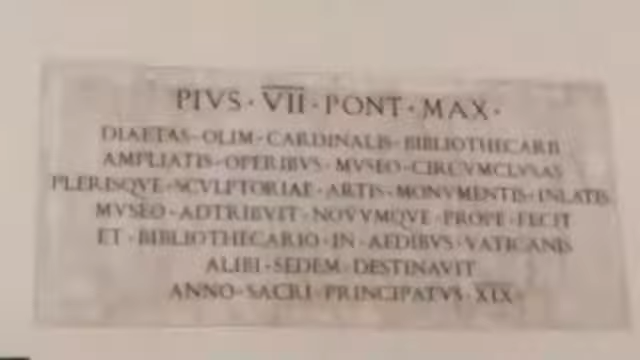 PIVS · VII · PONT · MAX ·
DIAETAS · OLIM · CARDINALIS · BIBLIOTHECARII
AMPLIATIS · OPERIBVS · MVSEO · CIRCVMCLVSAS
PLERISQVE · SCVLPTORIAE · ARTIS · MONVMENTIS · INLATIS
MVSEO · ADTRIBVIT · NOVVMQVE · PROPE · FECIT
ET · BIBLIOTHECARIO · IN · AEDIBVS · VATICANIS
ALIBI · SEDEM · DESTINAVIT
ANNO · SACRI · PRINCIPATVS · XIX ·